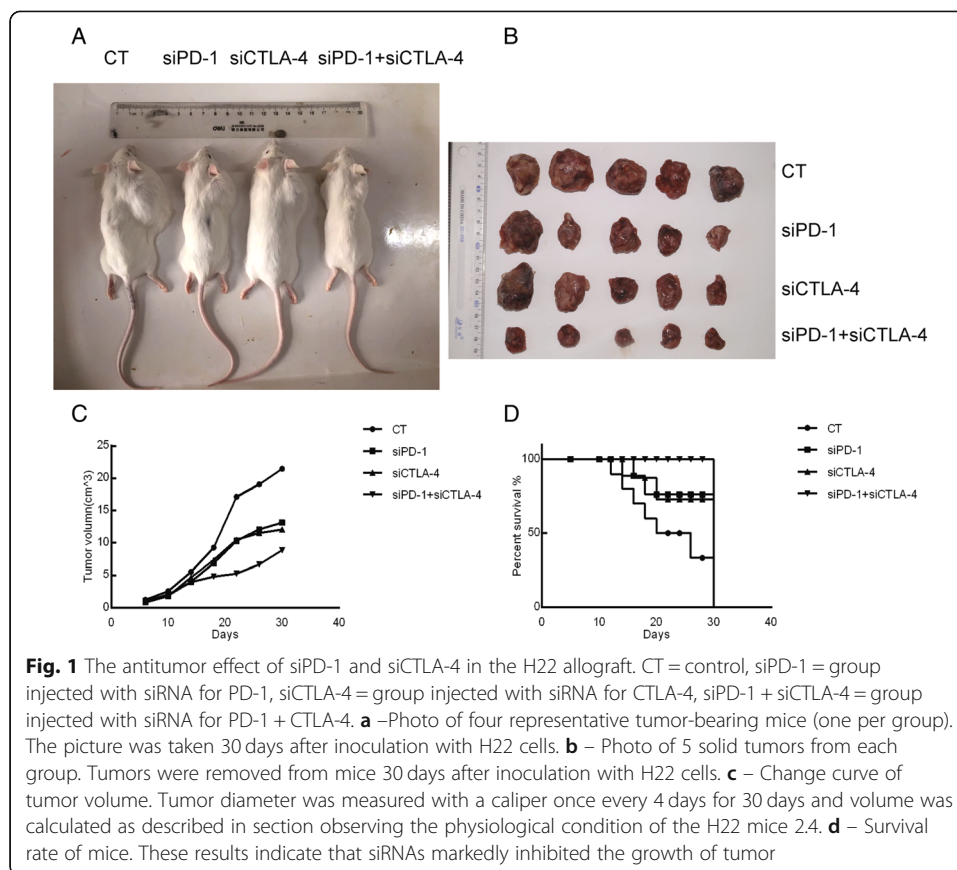 A
CT siPD-1 siCTLA-4 siPD-1+siCTLA-4
B
CT
siPD-1
siCTLA-4
siPD-1+siCTLA-4
C
CT
siPD-1
siCTLA-4
siPD-1+siCTLA-4
Tumor volumn(cm^3)
25
20
15
10
5
0
0 10 20 30 40
Days
D
CT
siPD-1
siCTLA-4
siPD-1+siCTLA-4
Percent survival %
100
50
0
0 10 20 30 40
Days
Fig. 1 The antitumor effect of siPD-1 and siCTLA-4 in the H22 allograft. CT = control, siPD-1 = group
injected with siRNA for PD-1, siCTLA-4 = group injected with siRNA for CTLA-4, siPD-1 + siCTLA-4 = group
injected with siRNA for PD-1 + CTLA-4. a –Photo of four representative tumor-bearing mice (one per group).
The picture was taken 30 days after inoculation with H22 cells. b – Photo of 5 solid tumors from each
group. Tumors were removed from mice 30 days after inoculation with H22 cells. c – Change curve of
tumor volume. Tumor diameter was measured with a caliper once every 4 days for 30 days and volume was
calculated as described in section observing the physiological condition of the H22 mice 2.4. d – Survival
rate of mice. These results indicate that siRNAs markedly inhibited the growth of tumor